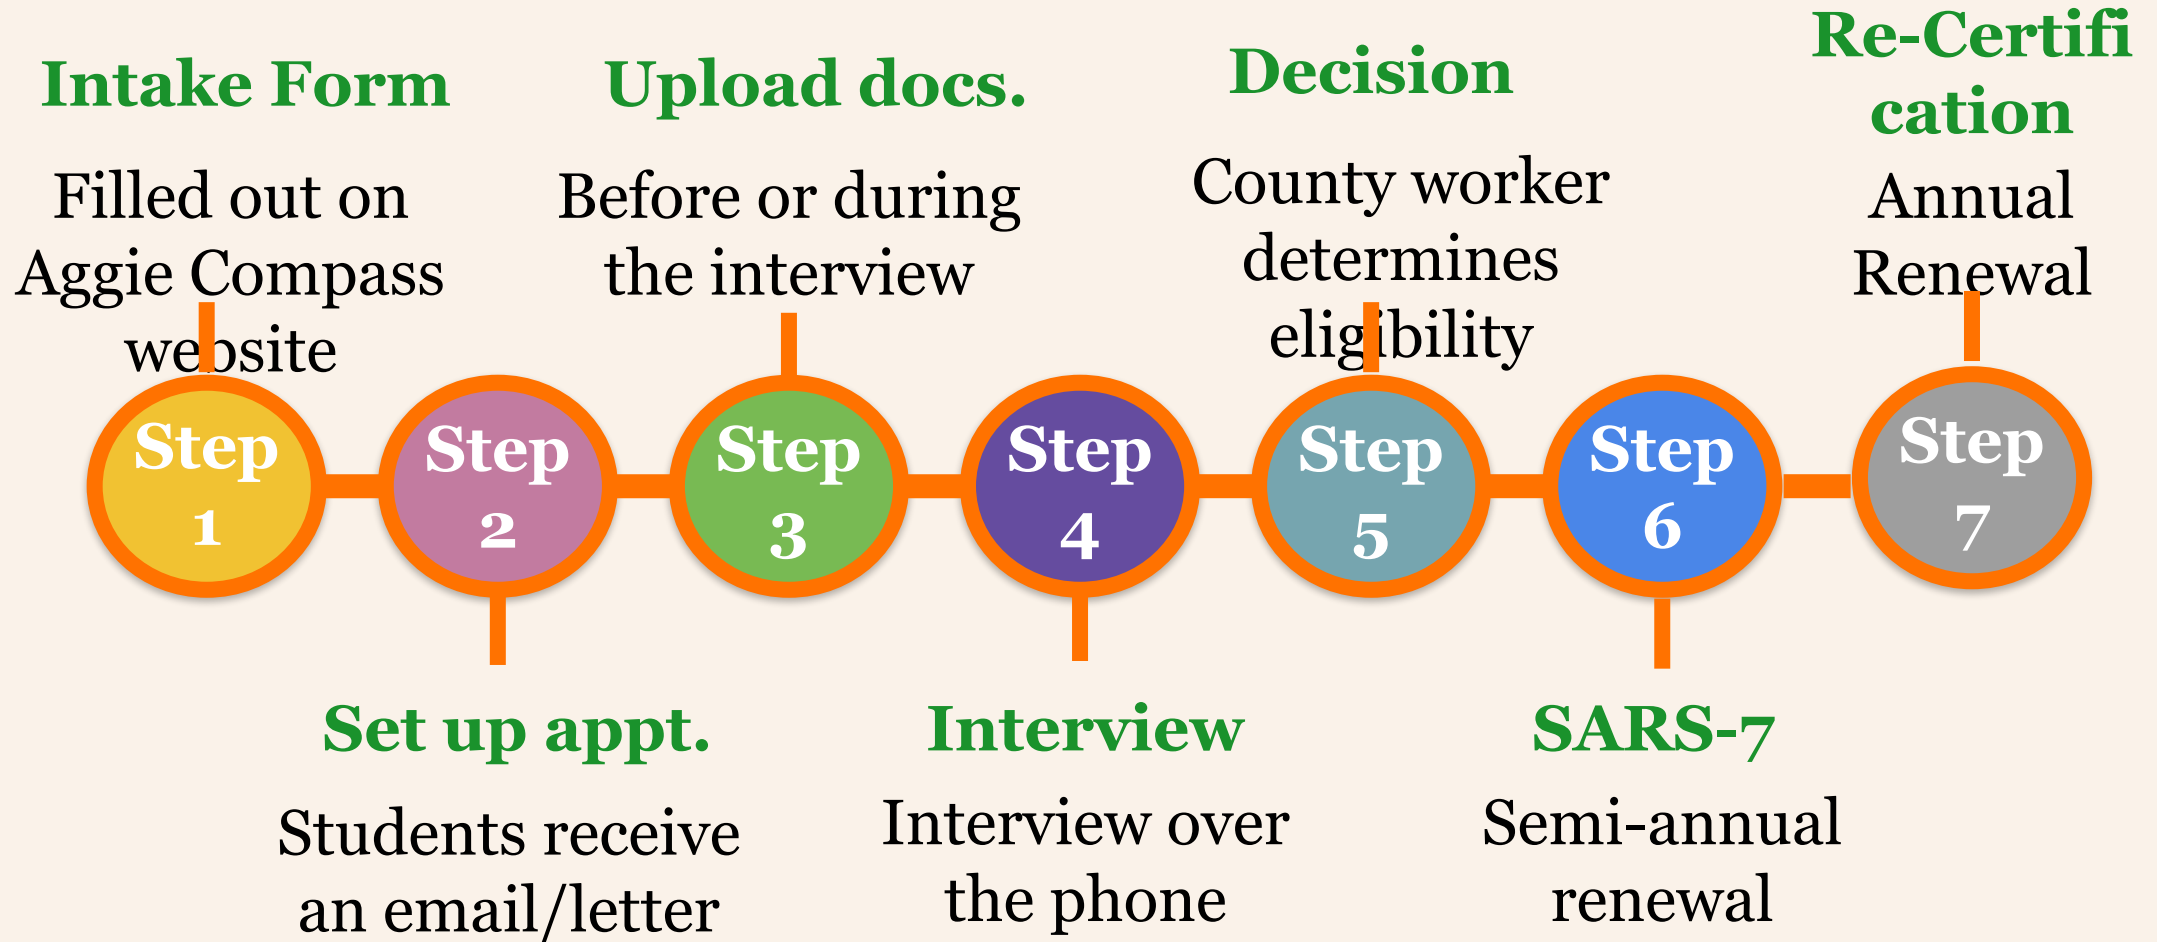 Intake Form
Filled out on
Aggie Compass
website
Upload docs.
Before or during
the interview
Decision
County worker
determines
eligibility
Re-Certifi
cation
Annual
Renewal
Step
1
Step
2
Step
3
Step
4
Step
5
Step
6
Step
7
Set up appt.
Students receive
an email/letter
Interview
Interview over
the phone
SARS-7
Semi-annual
renewal